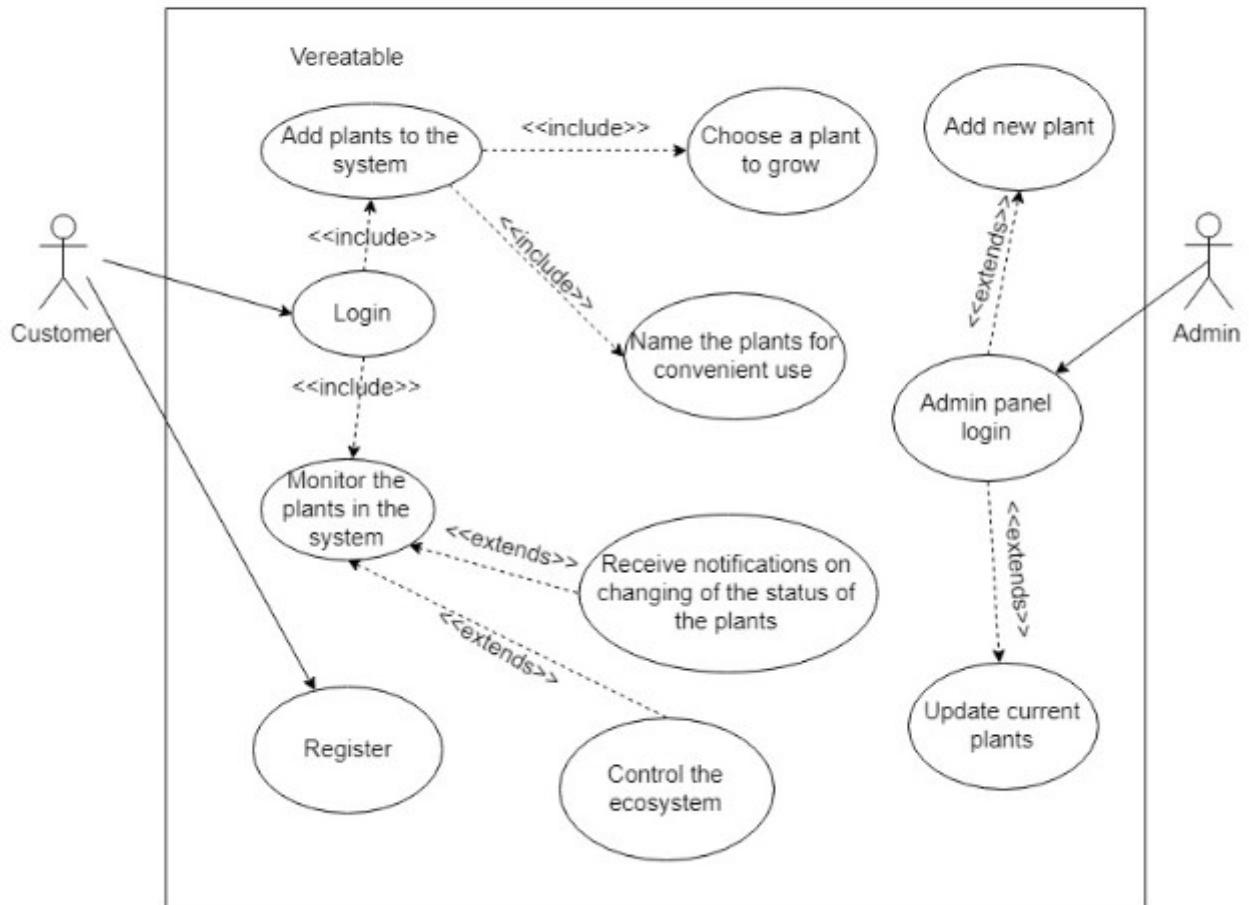 Vereatable
Add plants to the
system
<<include>>
Choose a plant
to grow
Add new plant
<<include>>
<<include>>
<<extends>>
Customer
Login
Admin
Name the plants for
convenient use
<<include>>
Admin panel
login
Monitor the
plants in the
system
<<extends>>
Receive notifications on
changing of the status of
the plants
<<extends>>
<<extends>>
Register
Control the
ecosystem
Update current
plants